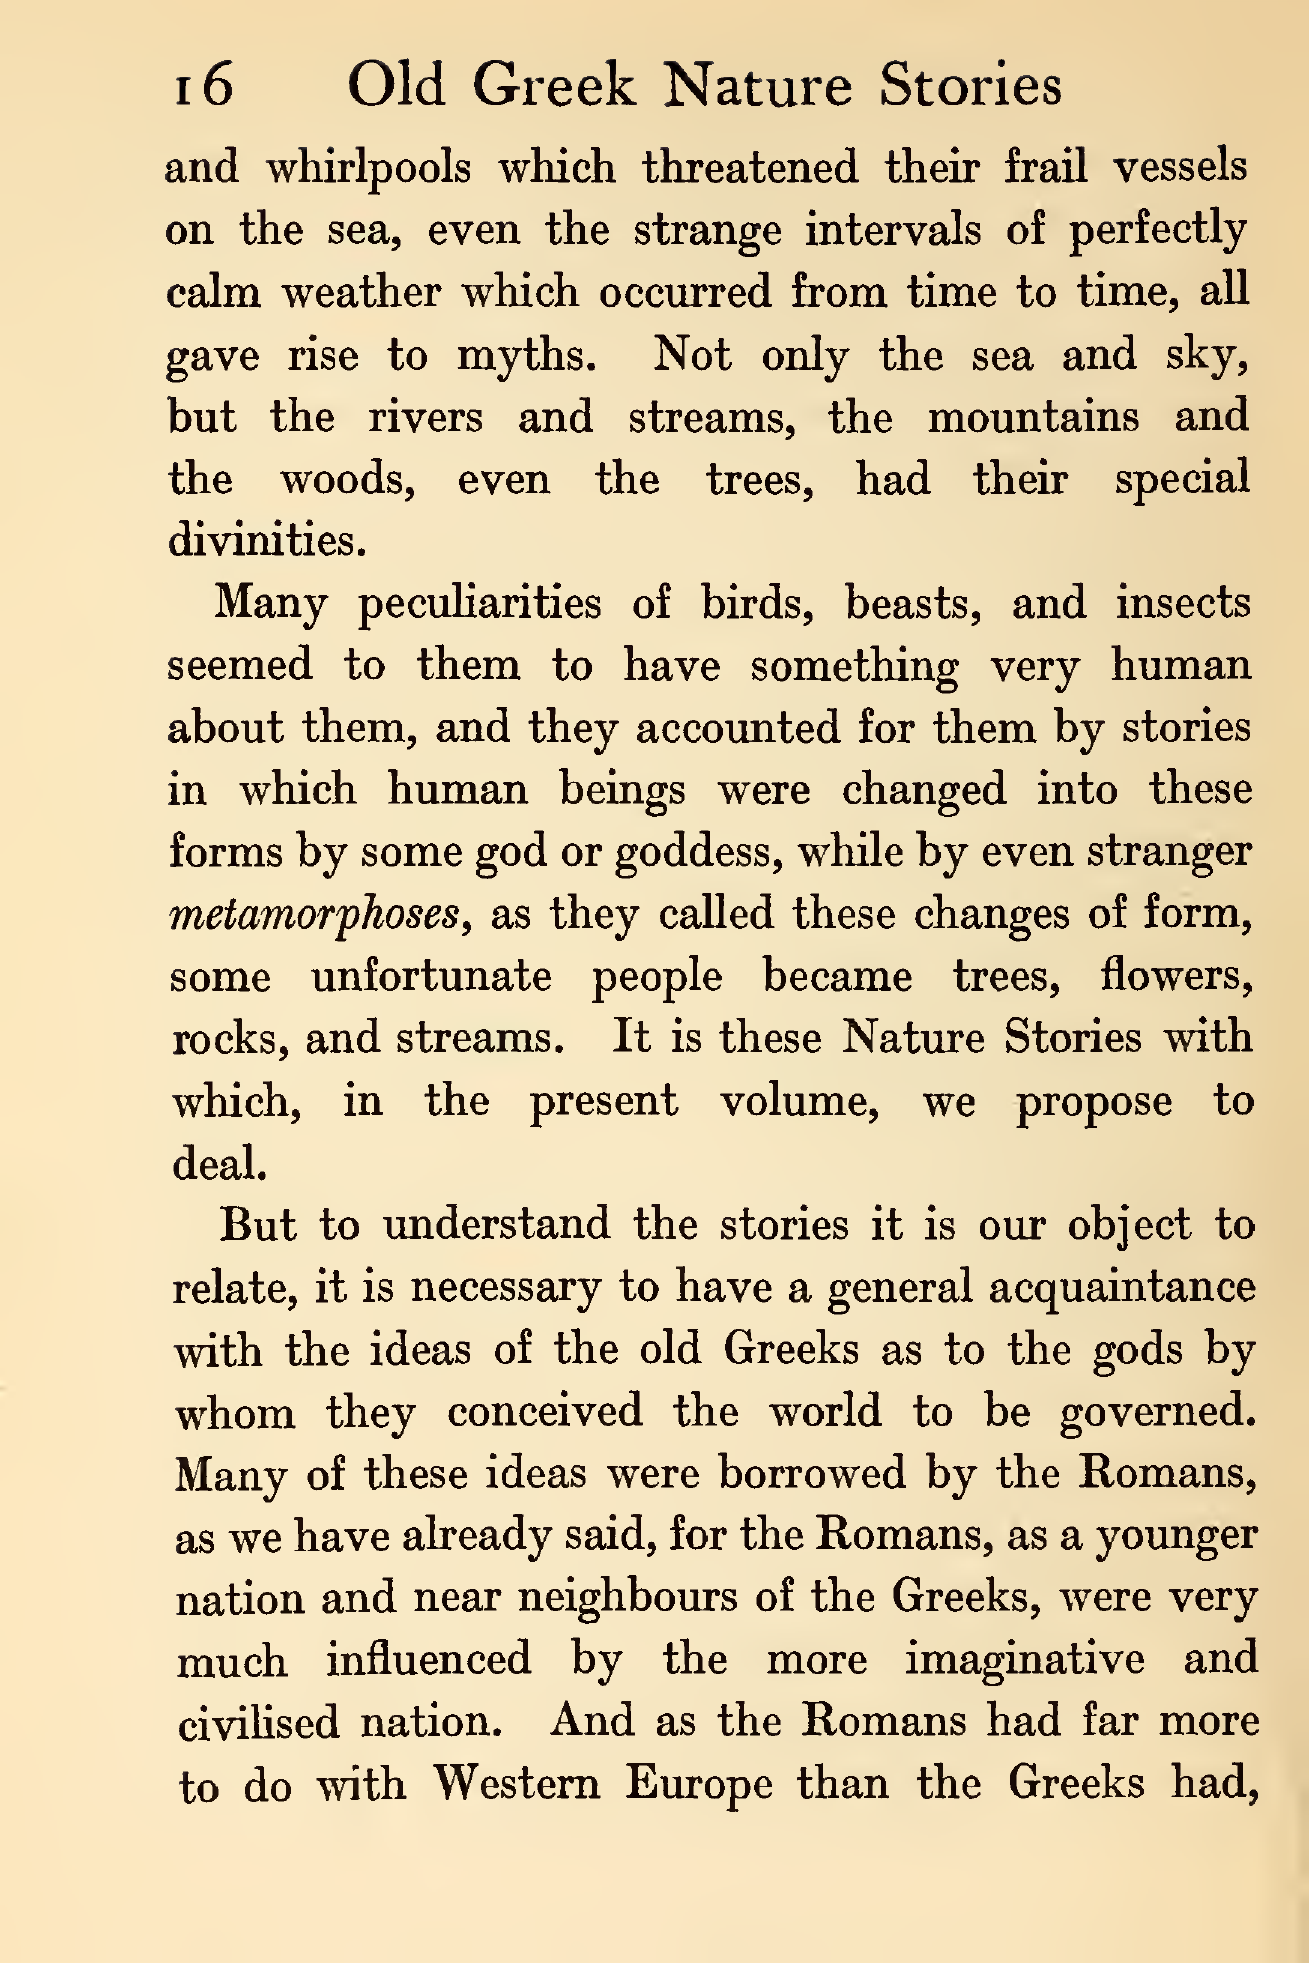 16 Old Greek Nature Stories
and whirlpools which threatened their frail vessels
on the sea, even the strange intervals of perfectly
calm weather which occurred from time to time, all
gave rise to myths. Not only the sea and sky,
but the rivers and streams, the mountains and
the woods, even the trees, had their special
divinities.
Many peculiarities of birds, beasts, and insects
seemed to them to have something very human
about them, and they accounted for them by stories
in which human beings were changed into these
forms by some god or goddess, while by even stranger
metamorphoses, as they called these changes of form,
some unfortunate people became trees, flowers,
rocks, and streams. It is these Nature Stories with
which, in the present volume, we propose to
deal.
But to understand the stories it is our object to
relate, it is necessary to have a general acquaintance
with the ideas of the old Greeks as to the gods by
whom they conceived the world to be governed.
Many of these ideas were borrowed by the Romans,
as we have already said, for the Romans, as a younger
nation and near neighbours of the Greeks, were very
much influenced by the more imaginative and
civilised nation. And as the Romans had far more
to do with Western Europe than the Greeks had,